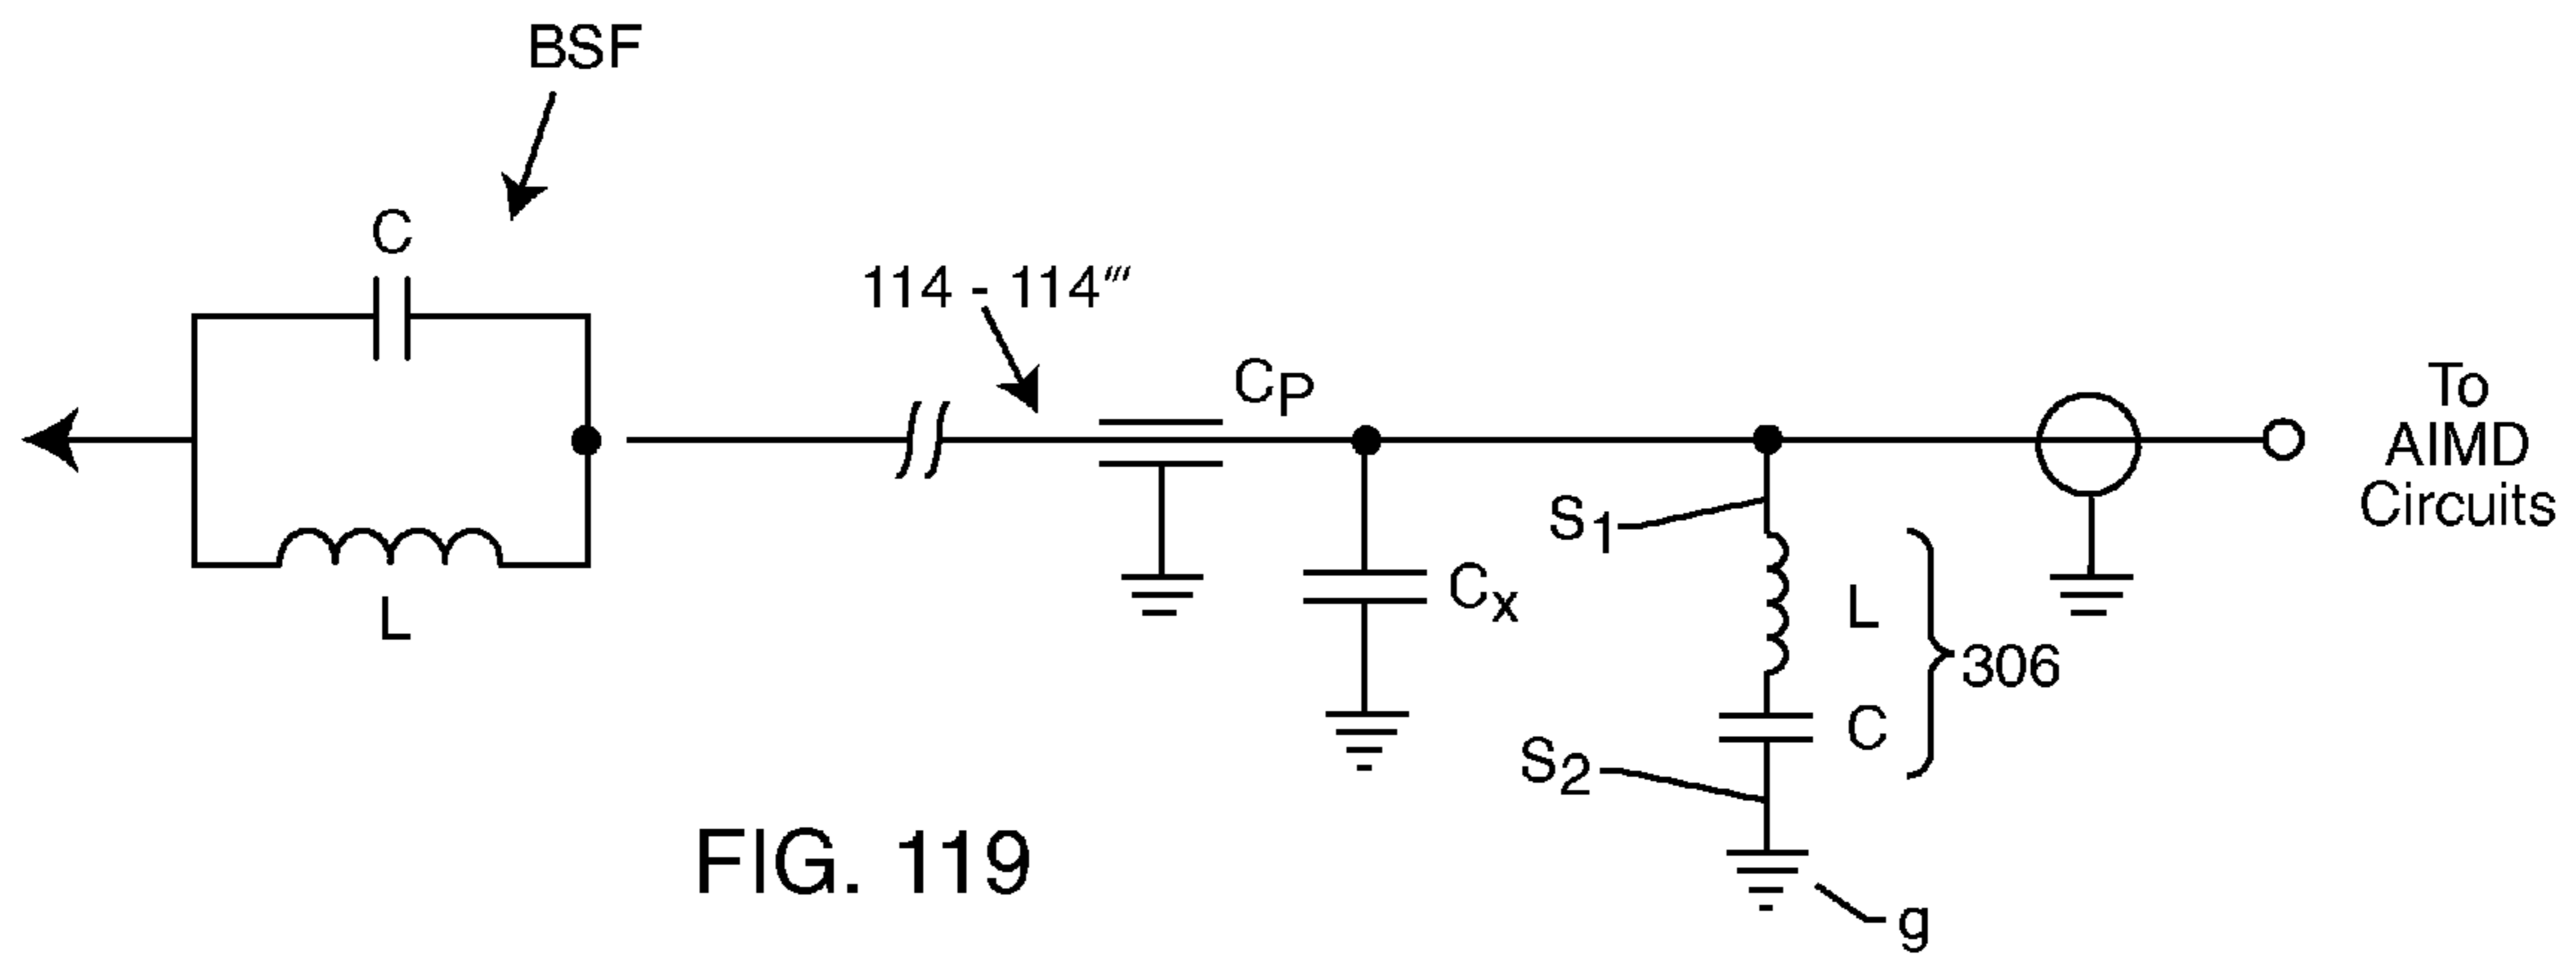 BSF
C
L
114 - 114‴
CP
Cx
S1
L
C
306
S2
g
To
AIMD
Circuits
FIG. 119